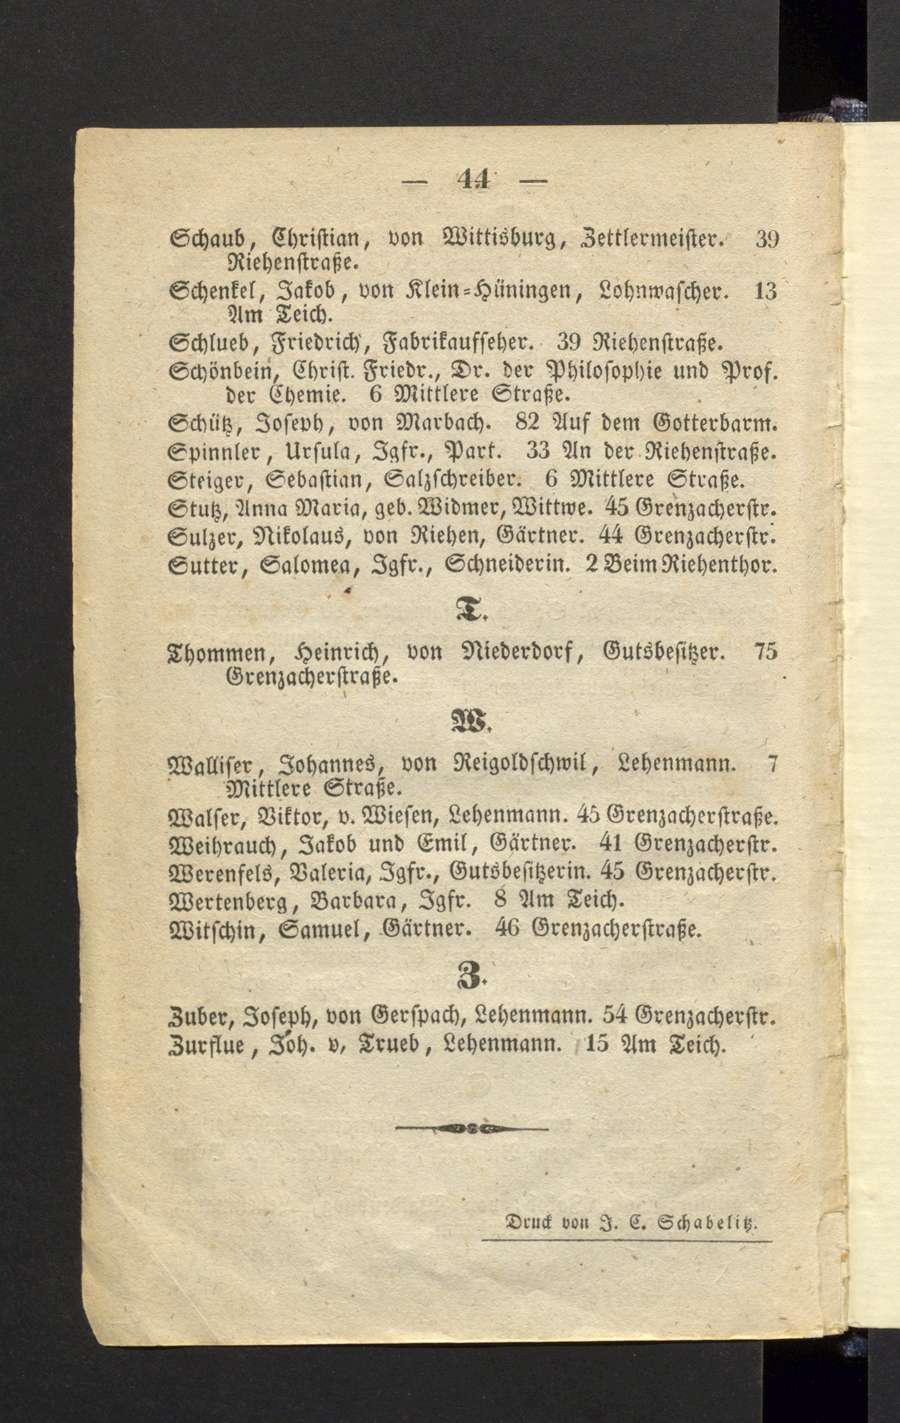 — 44 —
Schaub, Christian, von Wittisburg, Zettlermeister. 39
Riehenstraße.
Schenkel, Jakob, von Klein-Hüningen, Lohnwascher. 13
Am Teich.
Schlueb, Friedrich, Fabrikaufseher. 39 Riehenstraße.
Schönbein, Christ. Friedr., Dr. der Philosophie und Prof.
der Chemie. 6 Mittlere Straße.
Schütz, Joseph, von Marbach. 82 Auf dem Gotterbarm.
Spinnler, Ursula, Igfr., Part. 33 An der Riehenstraße.
Steiger, Sebastian, Salzschreiber. 6 Mittlere Straße.
Stutz, Anna Maria, geb. Widmer, Wittwe. 45 Grenzacherstr.
Sulzer, Nikolaus, von Riehen, Gärtner. 44 Grenzacherstr.
Sutter, Salomea, Igfr., Schneiderin. 2 Beim Riehenthor.
T.
Thommen, Heinrich, von Niederdorf, Gutsbesitzer. 75
Grenzacherstraße.
W.
Walliser, Johannes, von Reigoldschwil, Lehenmann. 7
Mittlere Straße.
Walser, Viktor, v. Wiesen, Lehenmann. 45 Grenzacherstraße.
Weihrauch, Jakob und Emil, Gärtner. 41 Grenzacherstr.
Werenfels, Valeria, Igfr., Gutsbesitzerin. 45 Grenzacherstr.
Wertenberg, Barbara, Igfr. 8 Am Teich.
Witschin, Samuel, Gärtner. 46 Grenzacherstraße.
Z.
Zuber, Joseph, von Gerspach, Lehenmann. 54 Grenzacherstr.
Zurflue, Joh. v, Trueb, Lehenmann. 15 Am Teich.
Druck von J. C. Schabelitz.